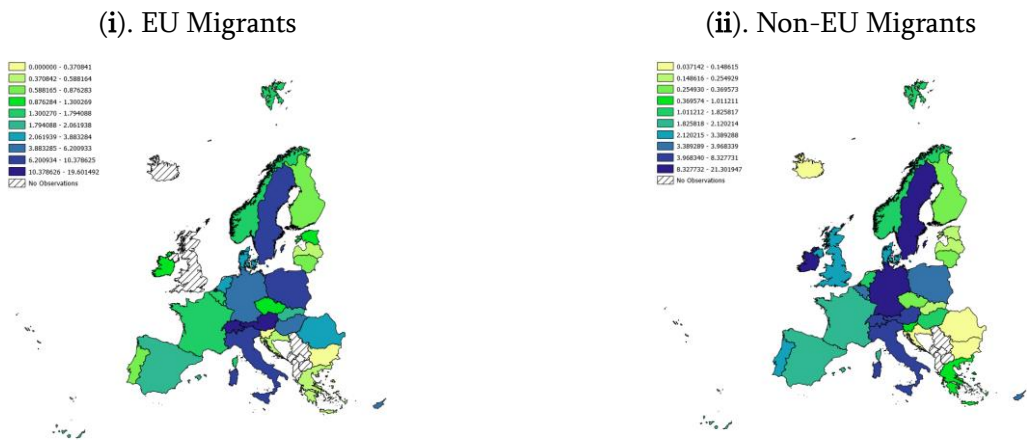 (i). EU Migrants
0.000000 - 0.370841
0.370842 - 0.588164
0.588165 - 0.876283
0.876284 - 1.300269
1.300270 - 1.794088
1.794088 - 2.061938
2.061939 - 3.883284
3.883285 - 6.200933
6.200934 - 10.378625
10.378626 - 19.601492
No Observations
(ii). Non-EU Migrants
0.037142 - 0.148615
0.148616 - 0.254929
0.254930 - 0.369573
0.369574 - 1.011211
1.011212 - 1.825817
1.825818 - 2.120214
2.120215 - 3.389288
3.389289 - 3.968339
3.968340 - 8.327731
8.327732 - 21.301947
No Observations